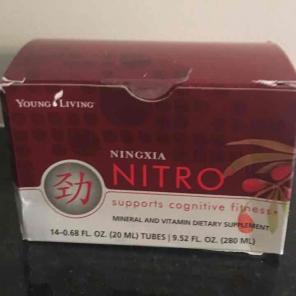 YOUNG LIVING
NINGXIA
劲
NITRO
supports cognitive fitness*
MINERAL AND VITAMIN DIETARY SUPPLEMENT
14-0.68 FL. OZ. (20 ML) TUBES | 9.52 FL. OZ. (280 ML)